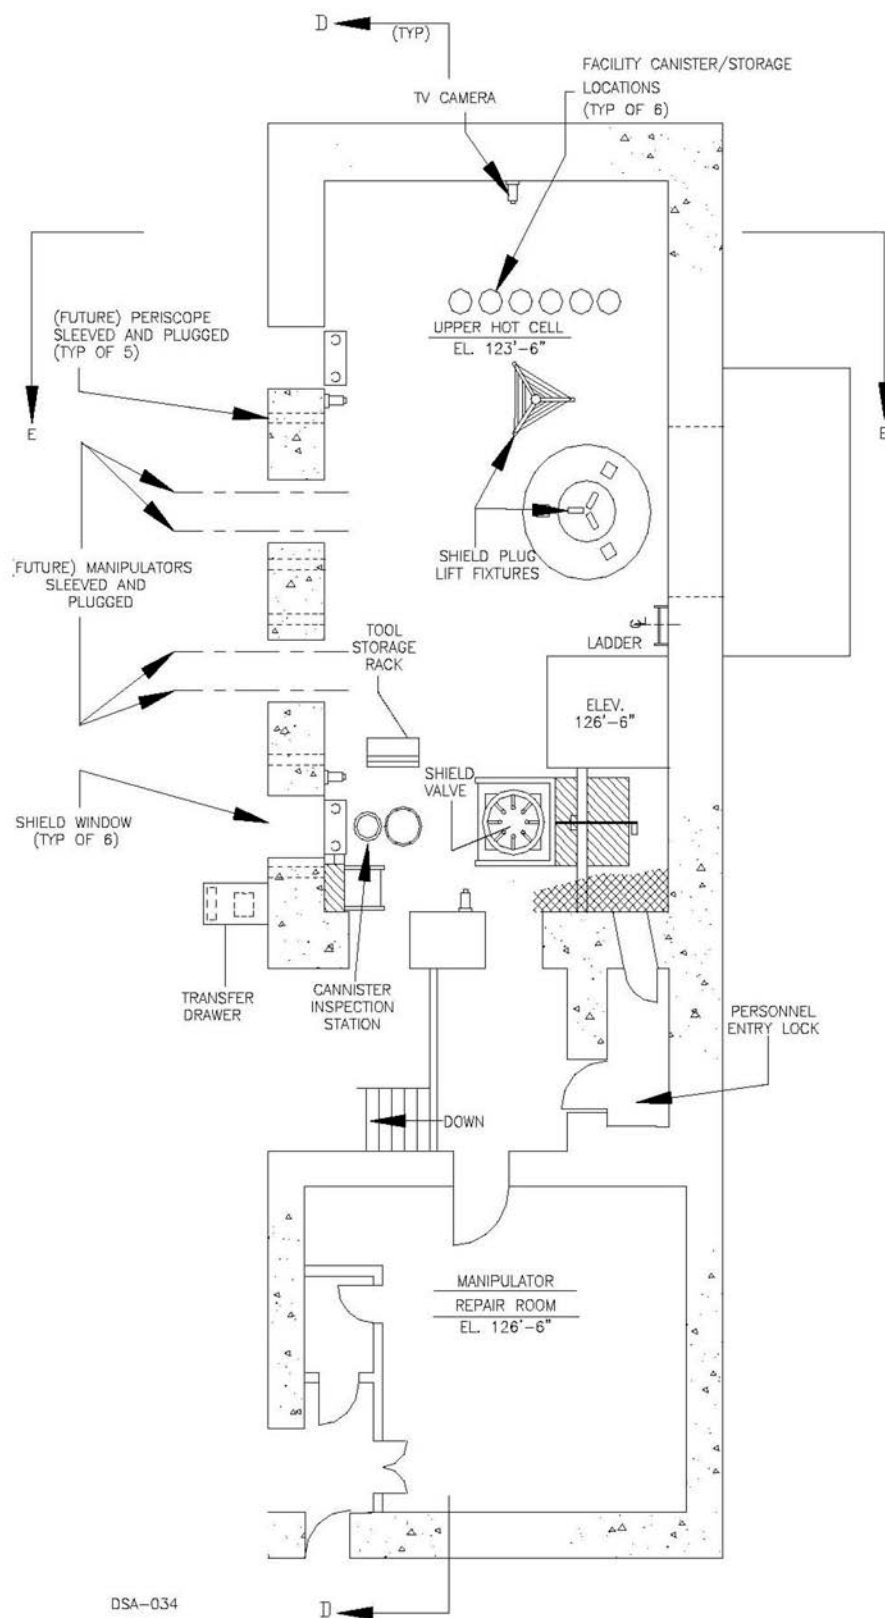 D
(TYP)
FACILITY CANISTER/STORAGE
LOCATIONS
(TYP OF 6)
TV CAMERA
(FUTURE) PERISCOPE
SLEEVED AND PLUGGED
(TYP OF 5)
UPPER HOT CELL
EL. 123'-6"
E
E
(FUTURE) MANIPULATORS
SLEEVED AND
PLUGGED
SHIELD PLUG
LIFT FIXTURES
TOOL
STORAGE
RACK
LADDER
ELEV.
126'-6"
SHIELD
VALVE
SHIELD WINDOW
(TYP OF 6)
TRANSFER
DRAWER
CANNISTER
INSPECTION
STATION
PERSONNEL
ENTRY LOCK
DOWN
MANIPULATOR
REPAIR ROOM
EL. 126'-6"
DSA-034
D